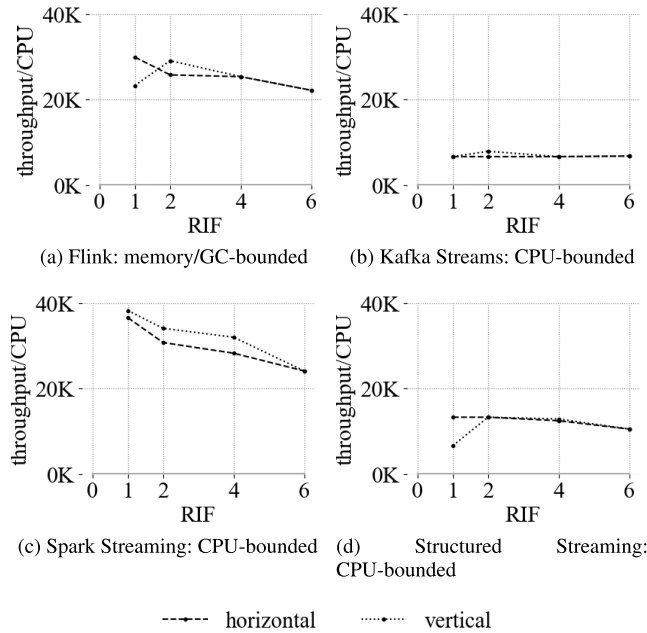 40K
20K
0K
throughput/CPU
0 1 2 4 6
RIF
(a) Flink: memory/GC-bounded
40K
20K
0K
throughput/CPU
0 1 2 4 6
RIF
(b) Kafka Streams: CPU-bounded
40K
20K
0K
throughput/CPU
0 1 2 4 6
RIF
(c) Spark Streaming: CPU-bounded
40K
20K
0K
throughput/CPU
0 1 2 4 6
RIF
(d) Structured Streaming:
CPU-bounded
horizontal vertical